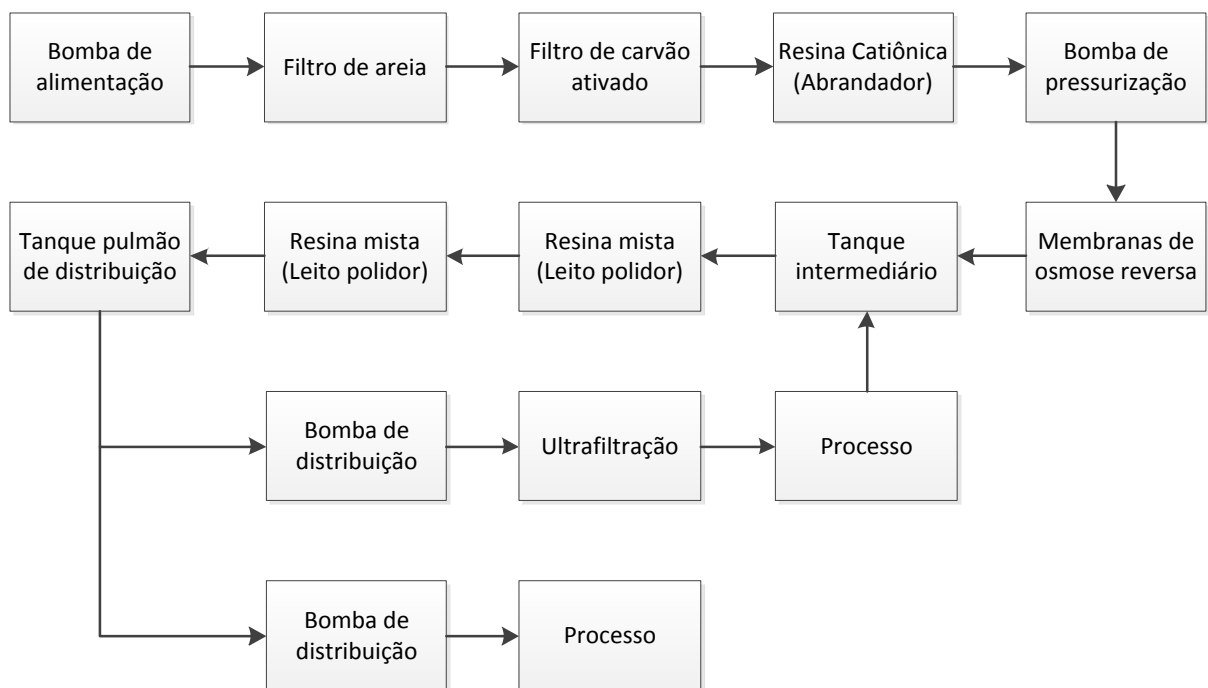 Bomba de
alimentação
Filtro de areia
Filtro de carvão
ativado
Resina Catiônica
(Abrandador)
Bomba de
pressurização
Tanque pulmão
de distribuição
Resina mista
(Leito polidor)
Resina mista
(Leito polidor)
Tanque
intermediário
Membranas de
osmose reversa
Bomba de
distribuição
Ultrafiltração
Processo
Bomba de
distribuição
Processo